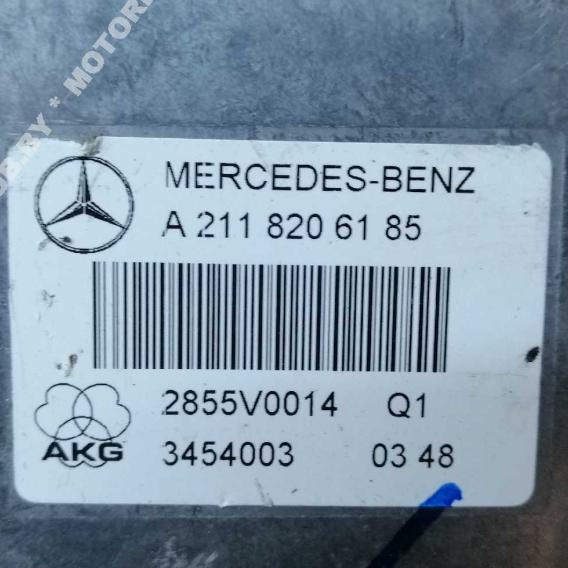 MERCEDES-BENZ
A 211 820 61 85
2855V0014 Q1
AKG
3454003 03 48